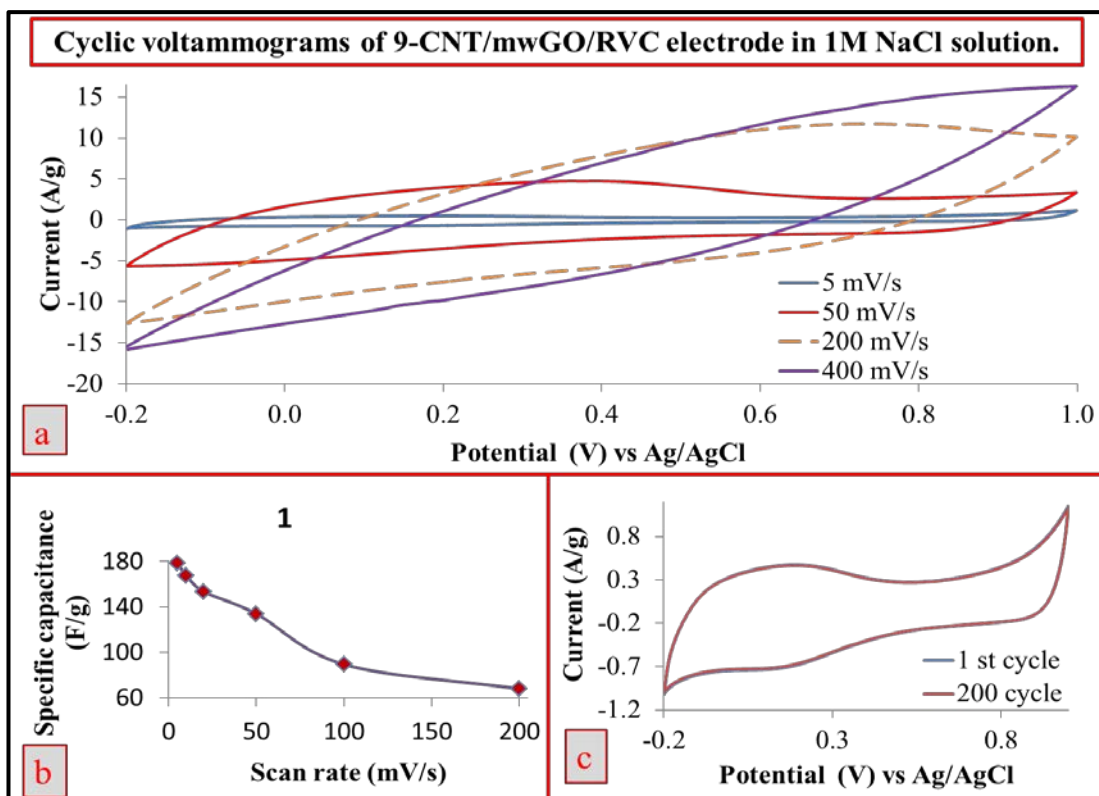 Cyclic voltammograms of 9-CNT/mwGO/RVC electrode in 1M NaCl solution.
Current (A/g)
15
10
5
0
-5
-10
-15
-20
5 mV/s
50 mV/s
200 mV/s
400 mV/s
-0.2 0.0 0.2 0.4 0.6 0.8 1.0
Potential (V) vs Ag/AgCl
a
1
Specific capacitance
(F/g)
180
140
100
60
0 50 100 150 200
Scan rate (mV/s)
b
Current (A/g)
0.8
0.3
-0.2
-0.7
-1.2
1 st cycle
200 cycle
-0.2 0.3 0.8
Potential (V) vs Ag/AgCl
c